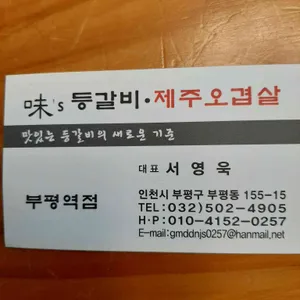 味's 등갈비·제주오겹살
맛있는 등갈비의 새로운 기준
대표 서영욱
부평역점
인천시 부평구 부평동 155-15
TEL:032)502-4905
H·P:010-4152-0257
E-mail:gmddnjs0257@hanmail.net